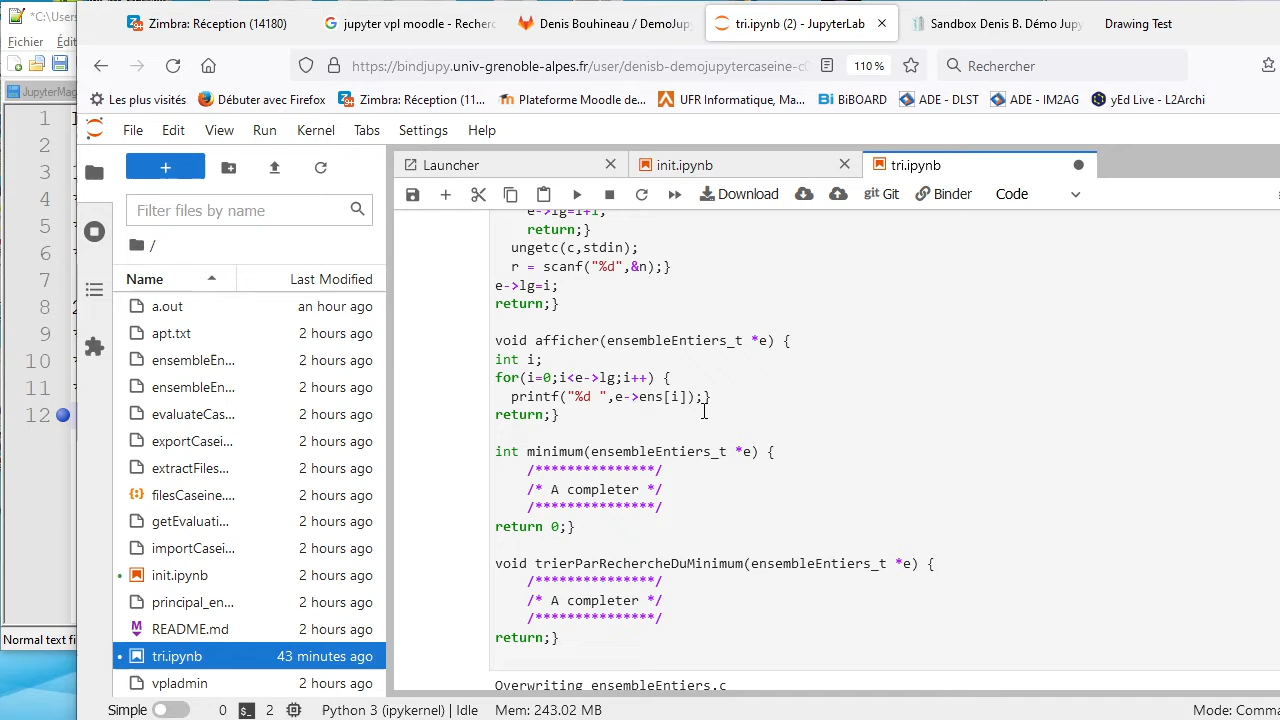 *C:\Users
Zimbra: Réception (14180)
jupyter vpl moodle - Recherc
Denis Bouhineau / DemoJup
tri.ipynb (2) - JupyterLab
Sandbox Denis B. Démo Jupy
Drawing Test
Fichier Édi
https://bindjupy.univ-grenoble-alpes.fr/user/denisb-demojupytercaseine-c
110 %
Rechercher
Les plus visités
Débuter avec Firefox
Zimbra: Réception (11...
Plateforme Moodle de...
UFR Informatique, Ma...
BiBOARD
ADE - DLST
ADE - IM2AG
yEd Live - L2Archi
JupyterMag
File Edit View Run Kernel Tabs Settings Help
Launcher
init.ipynb
tri.ipynb
Download
git Git
Binder
Code
Filter files by name
/
Name
Last Modified
a.out an hour ago
apt.txt 2 hours ago
ensembleEn... 2 hours ago
ensembleEn... 2 hours ago
evaluateCas... 2 hours ago
exportCasei... 2 hours ago
extractFiles... 2 hours ago
filesCaseine.... 2 hours ago
getEvaluati... 2 hours ago
importCasei... 2 hours ago
init.ipynb 2 hours ago
principal_en... 2 hours ago
README.md 2 hours ago
tri.ipynb 43 minutes ago
vpladmin 2 hours ago
1
2
3
4
5
6
7
8
9
10
11
12
e->lg=i+1;
return;}
ungetc(c,stdin);
r = scanf("%d",&n);}
e->lg=i;
return;}
void afficher(ensembleEntiers_t *e) {
int i;
for(i=0;i<e->lg;i++) {
printf("%d ",e->ens[i]);}
return;}
int minimum(ensembleEntiers_t *e) {
/***************/
/* A completer */
/***************/
return 0;}
void trierParRechercheDuMinimum(ensembleEntiers_t *e) {
/***************/
/* A completer */
/***************/
return;}
Overwriting ensembleEntiers.c
Normal text fi
Simple
0
2
Python 3 (ipykernel) | Idle
Mem: 243.02 MB
Mode: Comma